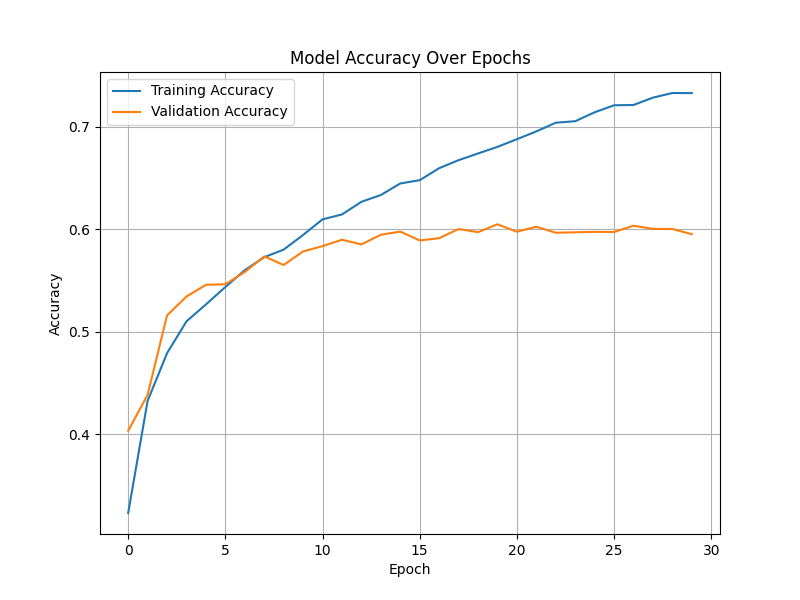 Model Accuracy Over Epochs
Training Accuracy
Validation Accuracy
Accuracy
0.7
0.6
0.5
0.4
0 5 10 15 20 25 30
Epoch